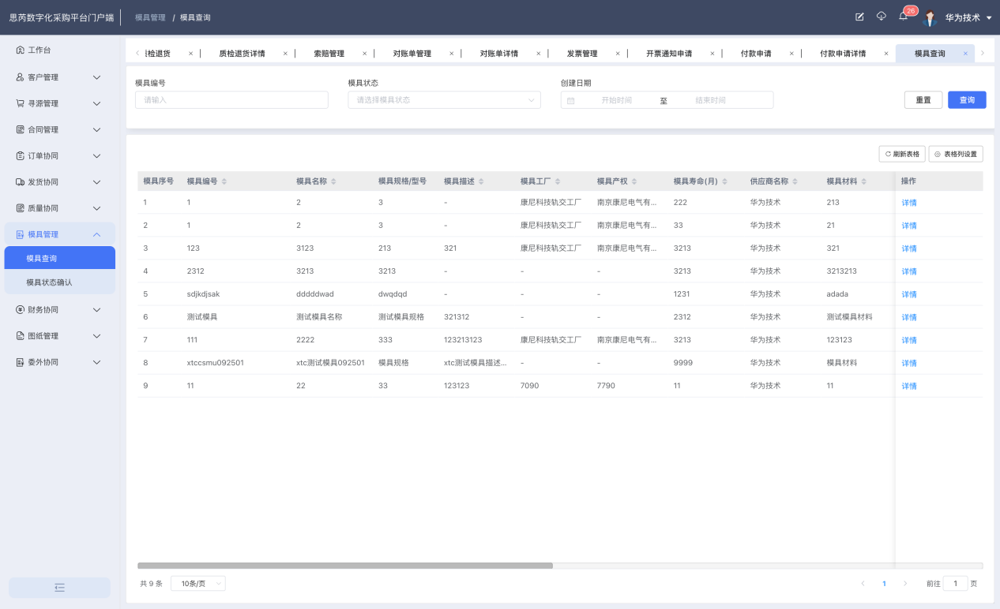 思芮数字化采购平台门户端
模具管理 / 模具查询
26
华为技术
工作台
客户管理
寻源管理
合同管理
订单协同
发货协同
质量协同
模具管理
模具查询
模具状态确认
财务协同
图纸管理
委外协同
质检退货详情
索赔管理
对账单管理
对账单详情
发票管理
开票通知申请
付款申请
付款申请详情
模具查询
模具编号
请输入
模具状态
请选择模具状态
创建日期
开始时间 至 结束时间
重置
查询
刷新表格
表格列设置
模具序号 模具编号 模具名称 模具规格/型号 模具描述 模具工厂 模具产权 模具寿命(月) 供应商名称 模具材料 操作
1 1 2 3 - 康尼科技轨交工厂 南京康尼电气有... 222 华为技术 213 详情
2 1 2 3 - 康尼科技轨交工厂 南京康尼电气有... 33 华为技术 21 详情
3 123 3123 213 321 康尼科技轨交工厂 南京康尼电气有... 3213 华为技术 321 详情
4 2312 3213 3213 - - - 3213 华为技术 3213213 详情
5 sdjkdjsak dddddwad dwqdqd - - - 1231 华为技术 adada 详情
6 测试模具 测试模具名称 测试模具规格 321312 - - 2312 华为技术 测试模具材料 详情
7 111 2222 333 123213123 康尼科技轨交工厂 南京康尼电气有... 3213 华为技术 123123 详情
8 xtccsmu092501 xtc测试模具092501 模具规格 xtc测试模具描述... - - 9999 华为技术 模具材料 详情
9 11 22 33 123123 7090 7790 11 华为技术 11 详情
共 9 条
10条/页
1
前往 1 页